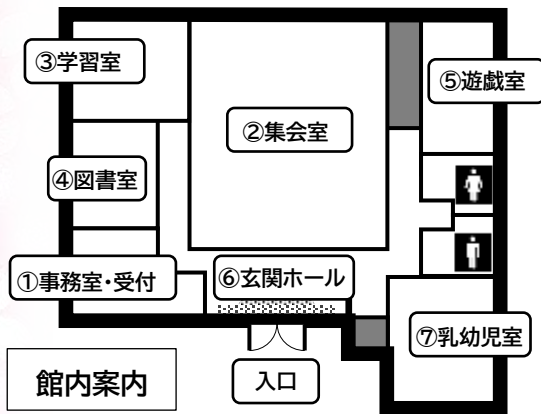 ③学習室
⑤遊戯室
②集会室
④図書室
①事務室・受付
⑥玄関ホール
⑦乳幼児室
館内案内
入口